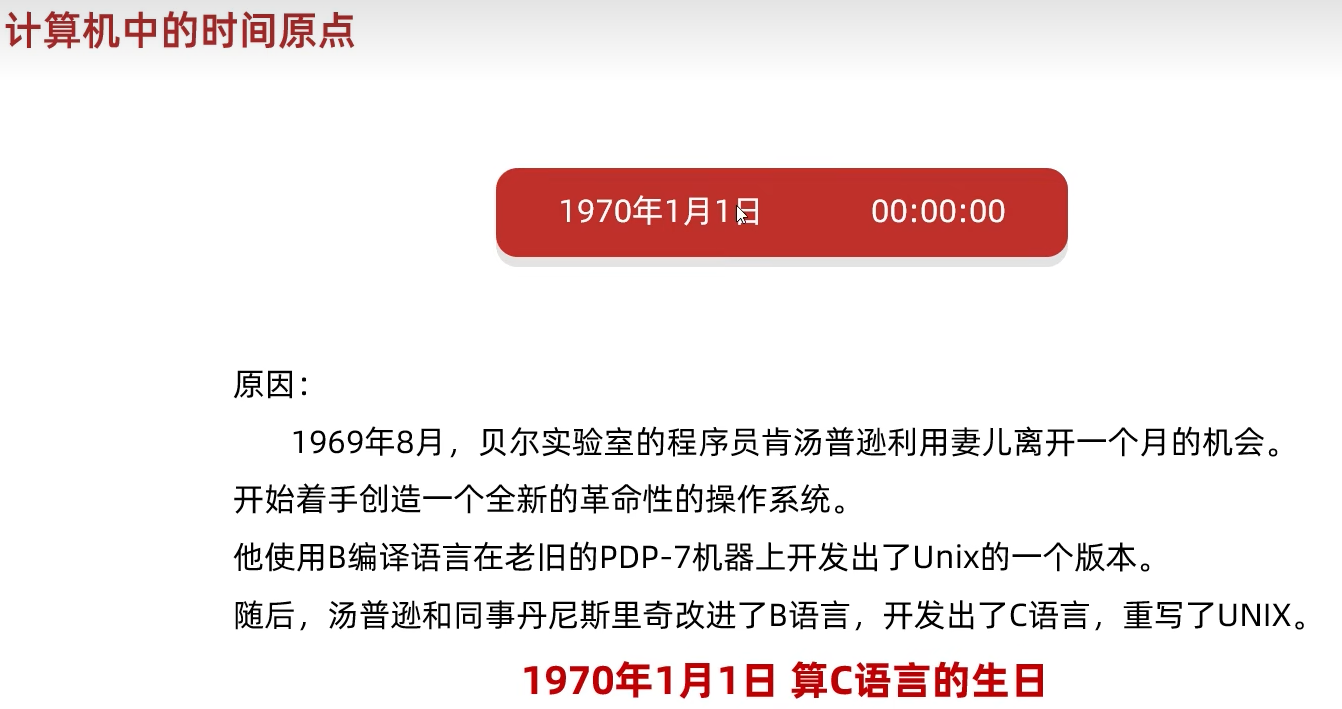 计算机中的时间原点
1970年1月1日 00:00:00
原因：
1969年8月，贝尔实验室的程序员肯汤普逊利用妻儿离开一个月的机会。
开始着手创造一个全新的革命性的操作系统。
他使用B编译语言在老旧的PDP-7机器上开发出了Unix的一个版本。
随后，汤普逊和同事丹尼斯里奇改进了B语言，开发出了C语言，重写了UNIX。
1970年1月1日 算C语言的生日